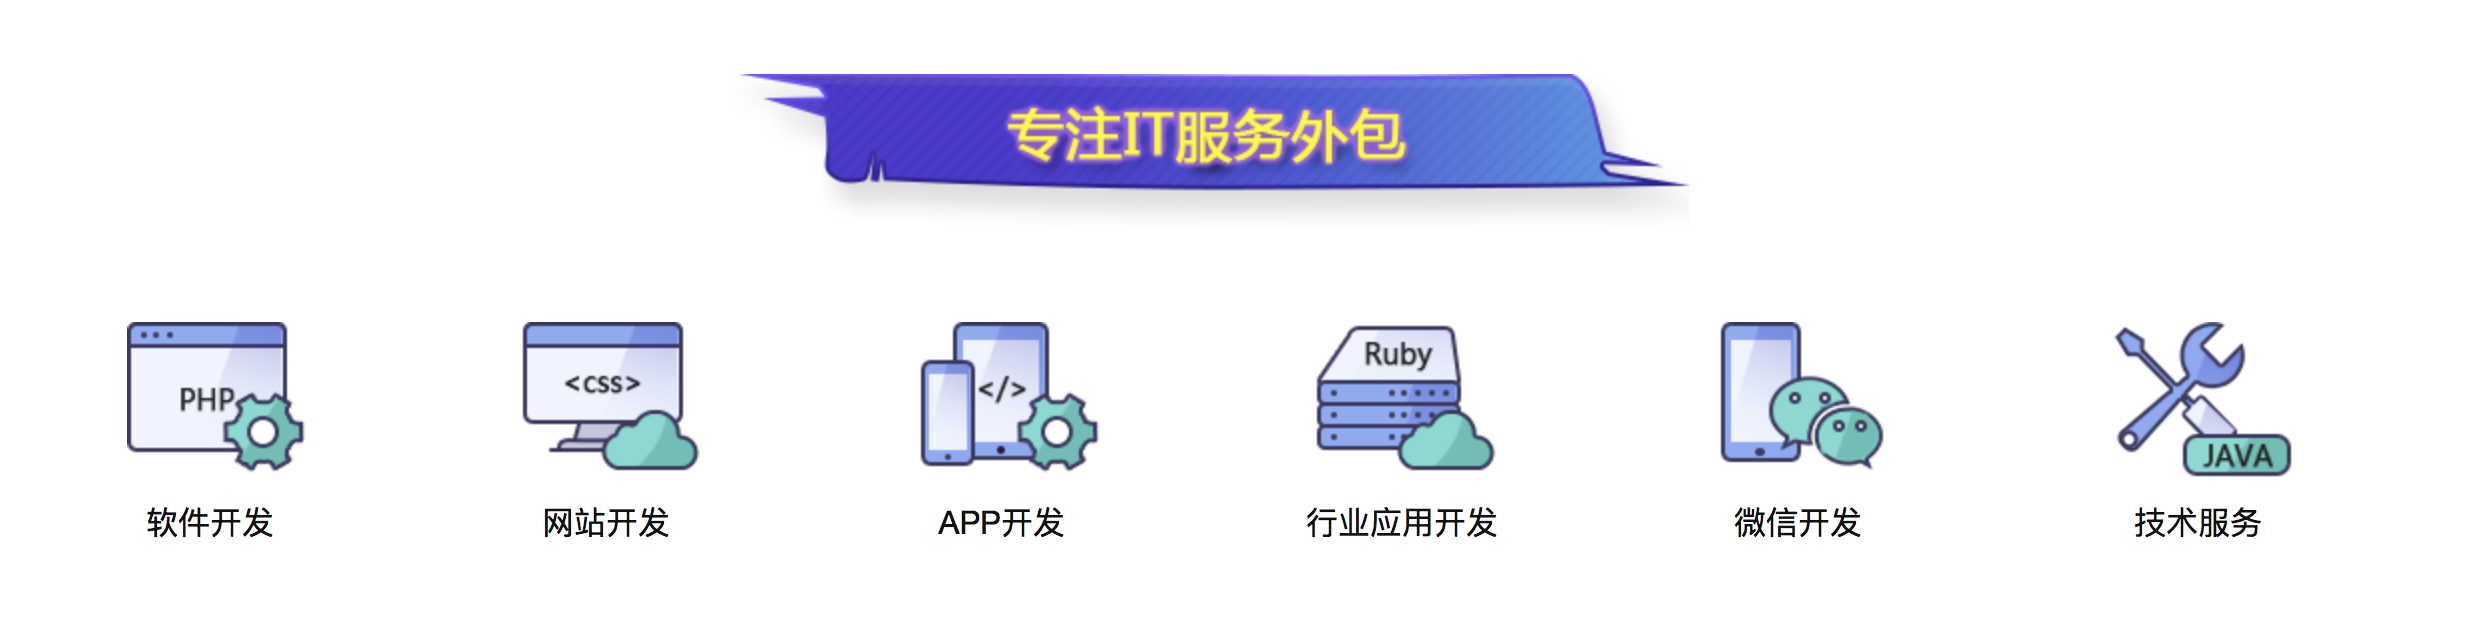 专注IT服务外包
PHP
<css>
</>
Ruby
JAVA
软件开发
网站开发
APP开发
行业应用开发
微信开发
技术服务